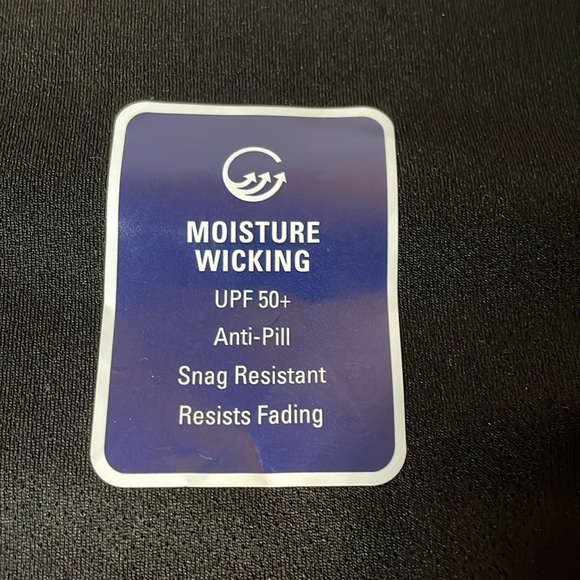 MOISTURE
WICKING
UPF 50+
Anti-Pill
Snag Resistant
Resists Fading